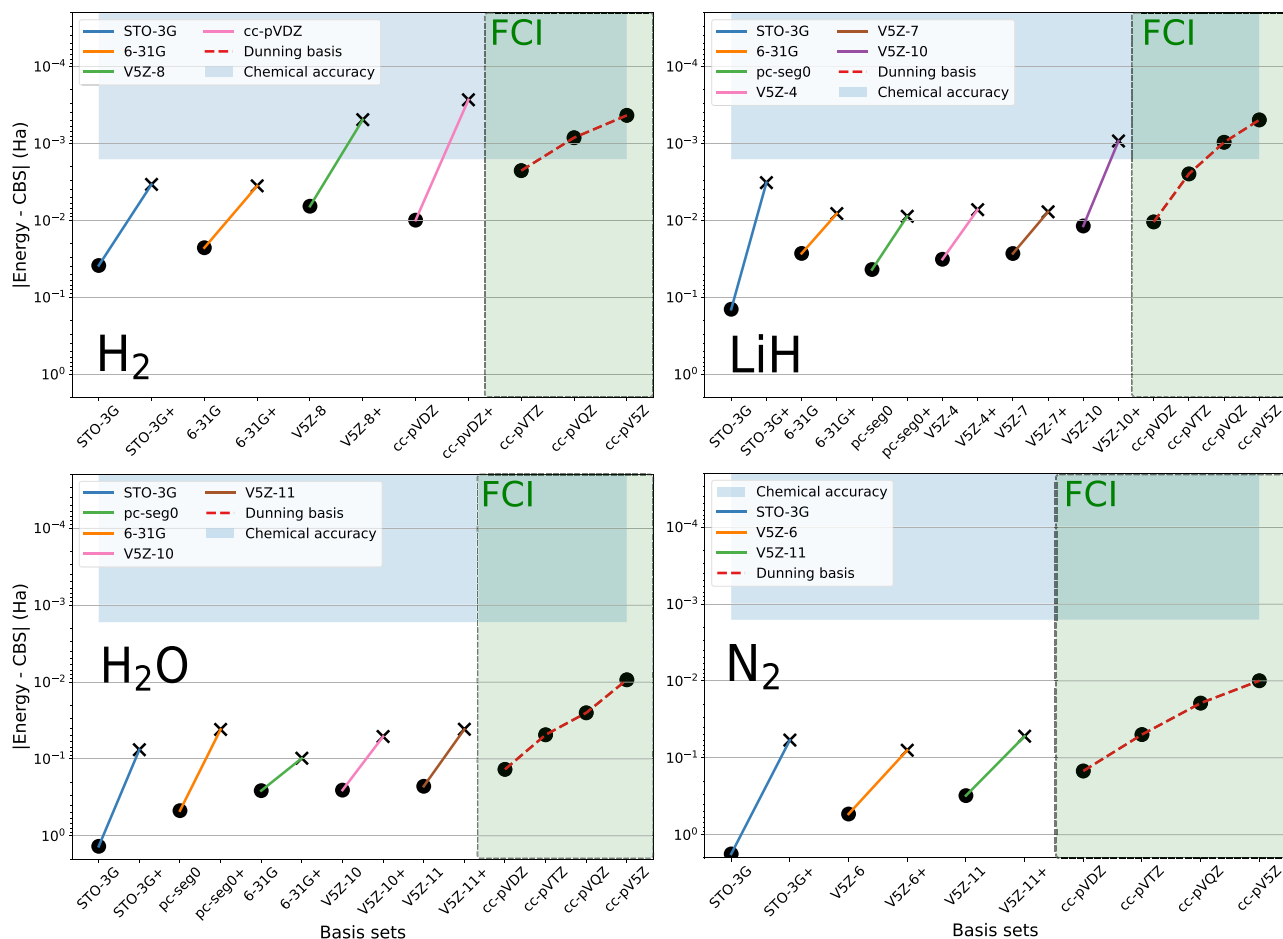 |Energy - CBS| (Ha)
10⁻⁴
10⁻³
10⁻²
10⁻¹
10⁰
STO-3G
6-31G
V5Z-8
cc-pVDZ
Dunning basis
Chemical accuracy
FCI
H₂
STO-3G
STO-3G+
6-31G
6-31G+
V5Z-8
V5Z-8+
cc-pVDZ
cc-pVDZ+
cc-pVTZ
cc-pVQZ
cc-pV5Z
10⁻⁴
10⁻³
10⁻²
10⁻¹
10⁰
STO-3G
6-31G
pc-seg0
V5Z-4
V5Z-7
V5Z-10
Dunning basis
Chemical accuracy
FCI
LiH
STO-3G
STO-3G+
6-31G
6-31G+
pc-seg0
pc-seg0+
V5Z-4
V5Z-4+
V5Z-7
V5Z-7+
V5Z-10
V5Z-10+
cc-pVDZ
cc-pVTZ
cc-pVQZ
cc-pV5Z
|Energy - CBS| (Ha)
10⁻⁴
10⁻³
10⁻²
10⁻¹
10⁰
STO-3G
pc-seg0
6-31G
V5Z-10
V5Z-11
Dunning basis
Chemical accuracy
FCI
H₂O
STO-3G
STO-3G+
pc-seg0
pc-seg0+
6-31G
6-31G+
V5Z-10
V5Z-10+
V5Z-11
V5Z-11+
cc-pVDZ
cc-pVTZ
cc-pVQZ
cc-pV5Z
Basis sets
10⁻⁴
10⁻³
10⁻²
10⁻¹
10⁰
Chemical accuracy
STO-3G
V5Z-6
V5Z-11
Dunning basis
FCI
N₂
STO-3G
STO-3G+
V5Z-6
V5Z-6+
V5Z-11
V5Z-11+
cc-pVDZ
cc-pVTZ
cc-pVQZ
cc-pV5Z
Basis sets